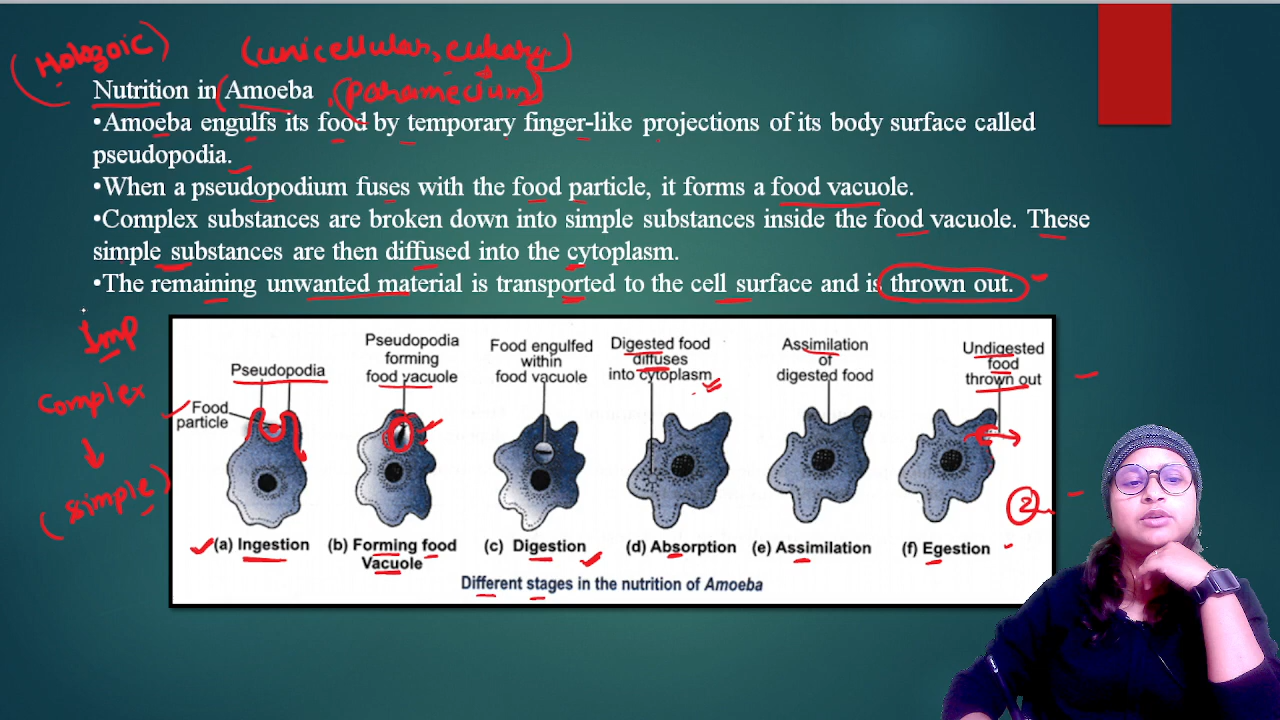 (Holozoic) (unicellular, eukary)
Nutrition in (Amoeba , (paramecium)
•Amoeba engulfs its food by temporary finger-like projections of its body surface called
pseudopodia.
•When a pseudopodium fuses with the food particle, it forms a food vacuole.
•Complex substances are broken down into simple substances inside the food vacuole. These
simple substances are then diffused into the cytoplasm.
•The remaining unwanted material is transported to the cell surface and is thrown out.
Imp
Complex
(simple)
Pseudopodia
Food
particle
(a) Ingestion
Pseudopodia
forming
food vacuole
(b) Forming food
Vacuole
Food engulfed
within
food vacuole
(c) Digestion
Digested food
diffuses
into cytoplasm
(d) Absorption
Assimilation
of
digested food
(e) Assimilation
Undigested
food
thrown out
(f) Egestion
2
Different stages in the nutrition of Amoeba